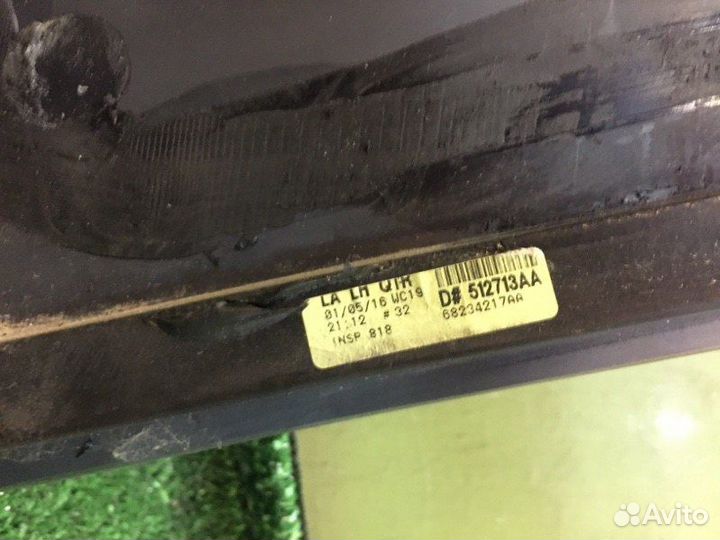 LA LH QTR
01/05/16 WC19
21:12 #32
INSP 818
D# 512713AA
68234217AA
Avito